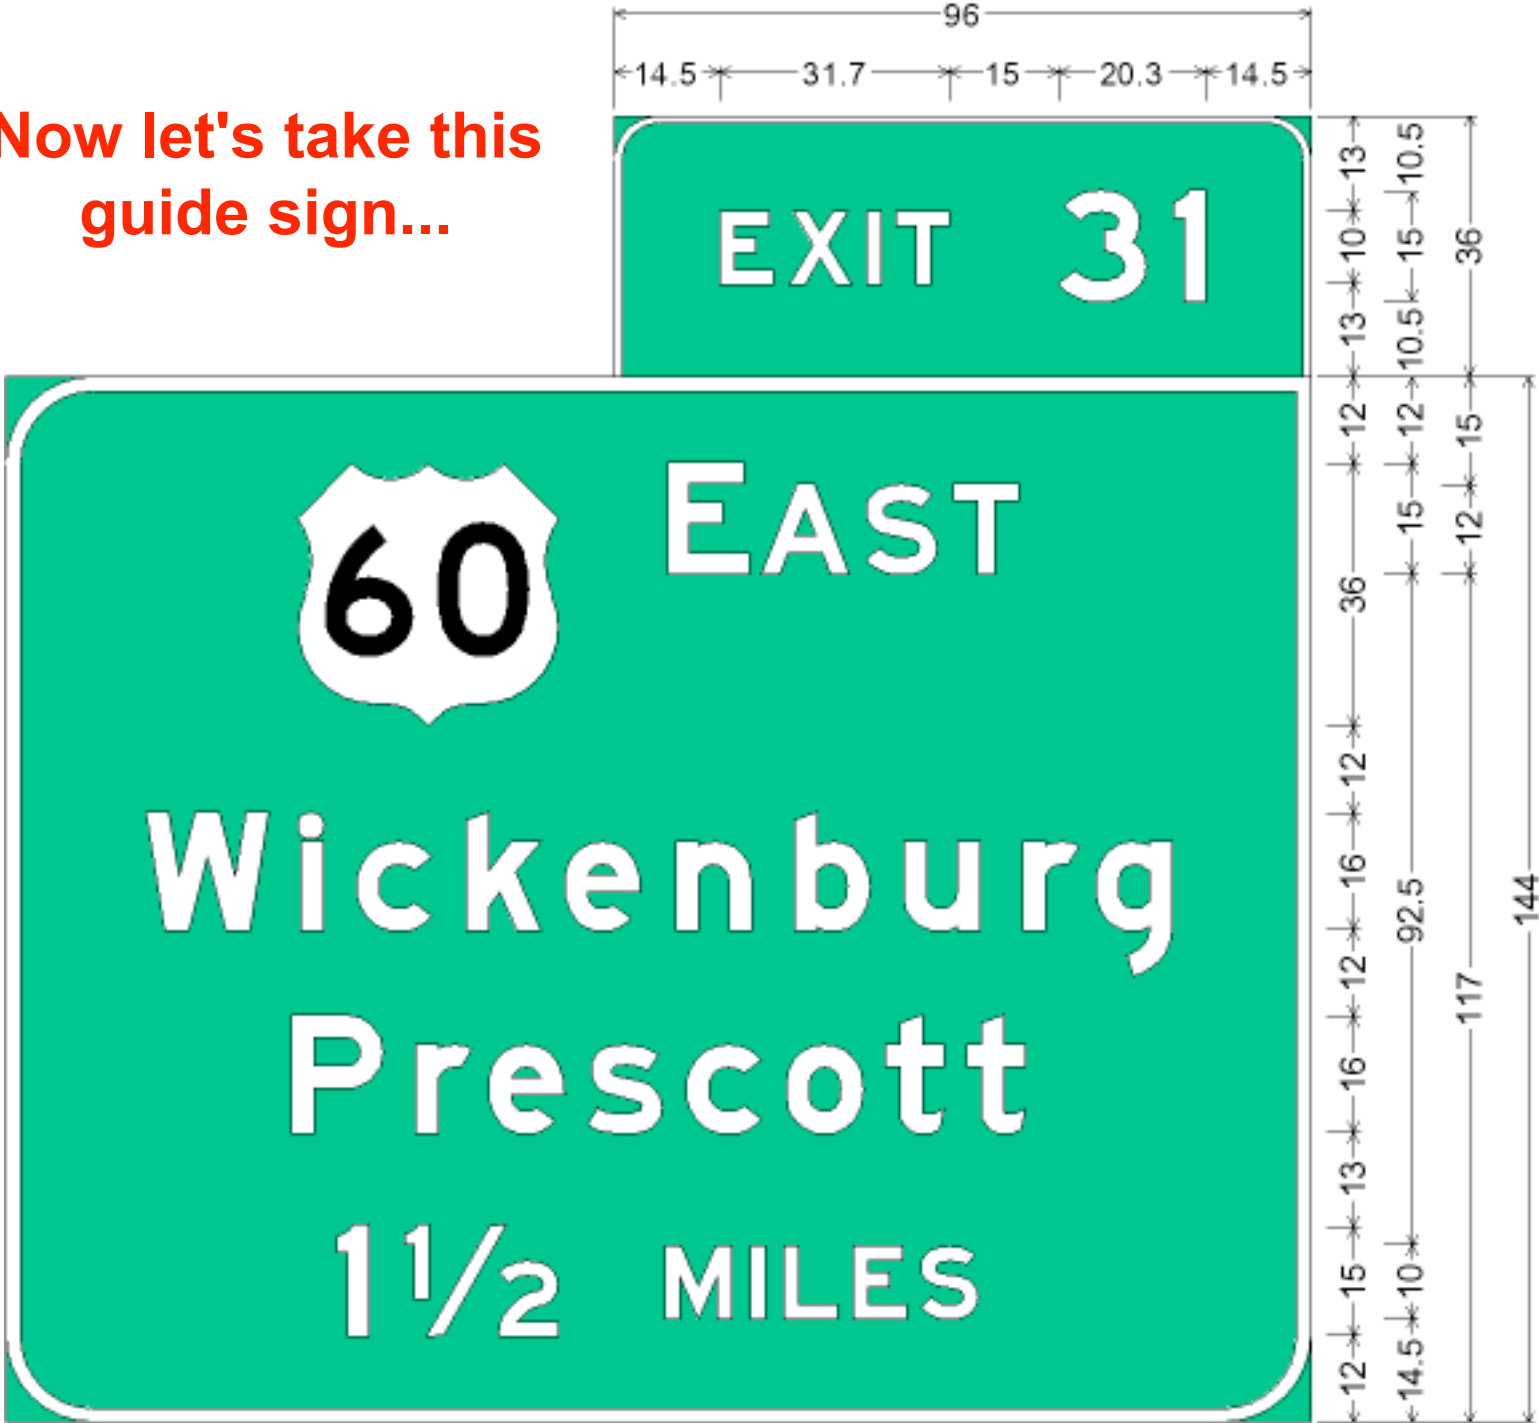 96
14.5 31.7 15 20.3 14.5
Now let's take this
guide sign...
EXIT 31
13 10 13
10.5 15 10.5
36
60 EAST
Wickenburg
Prescott
1 1/2 MILES
12 36 12 16 12 16 13 15 12
12 15 92.5 10 14.5
15 12 117
144